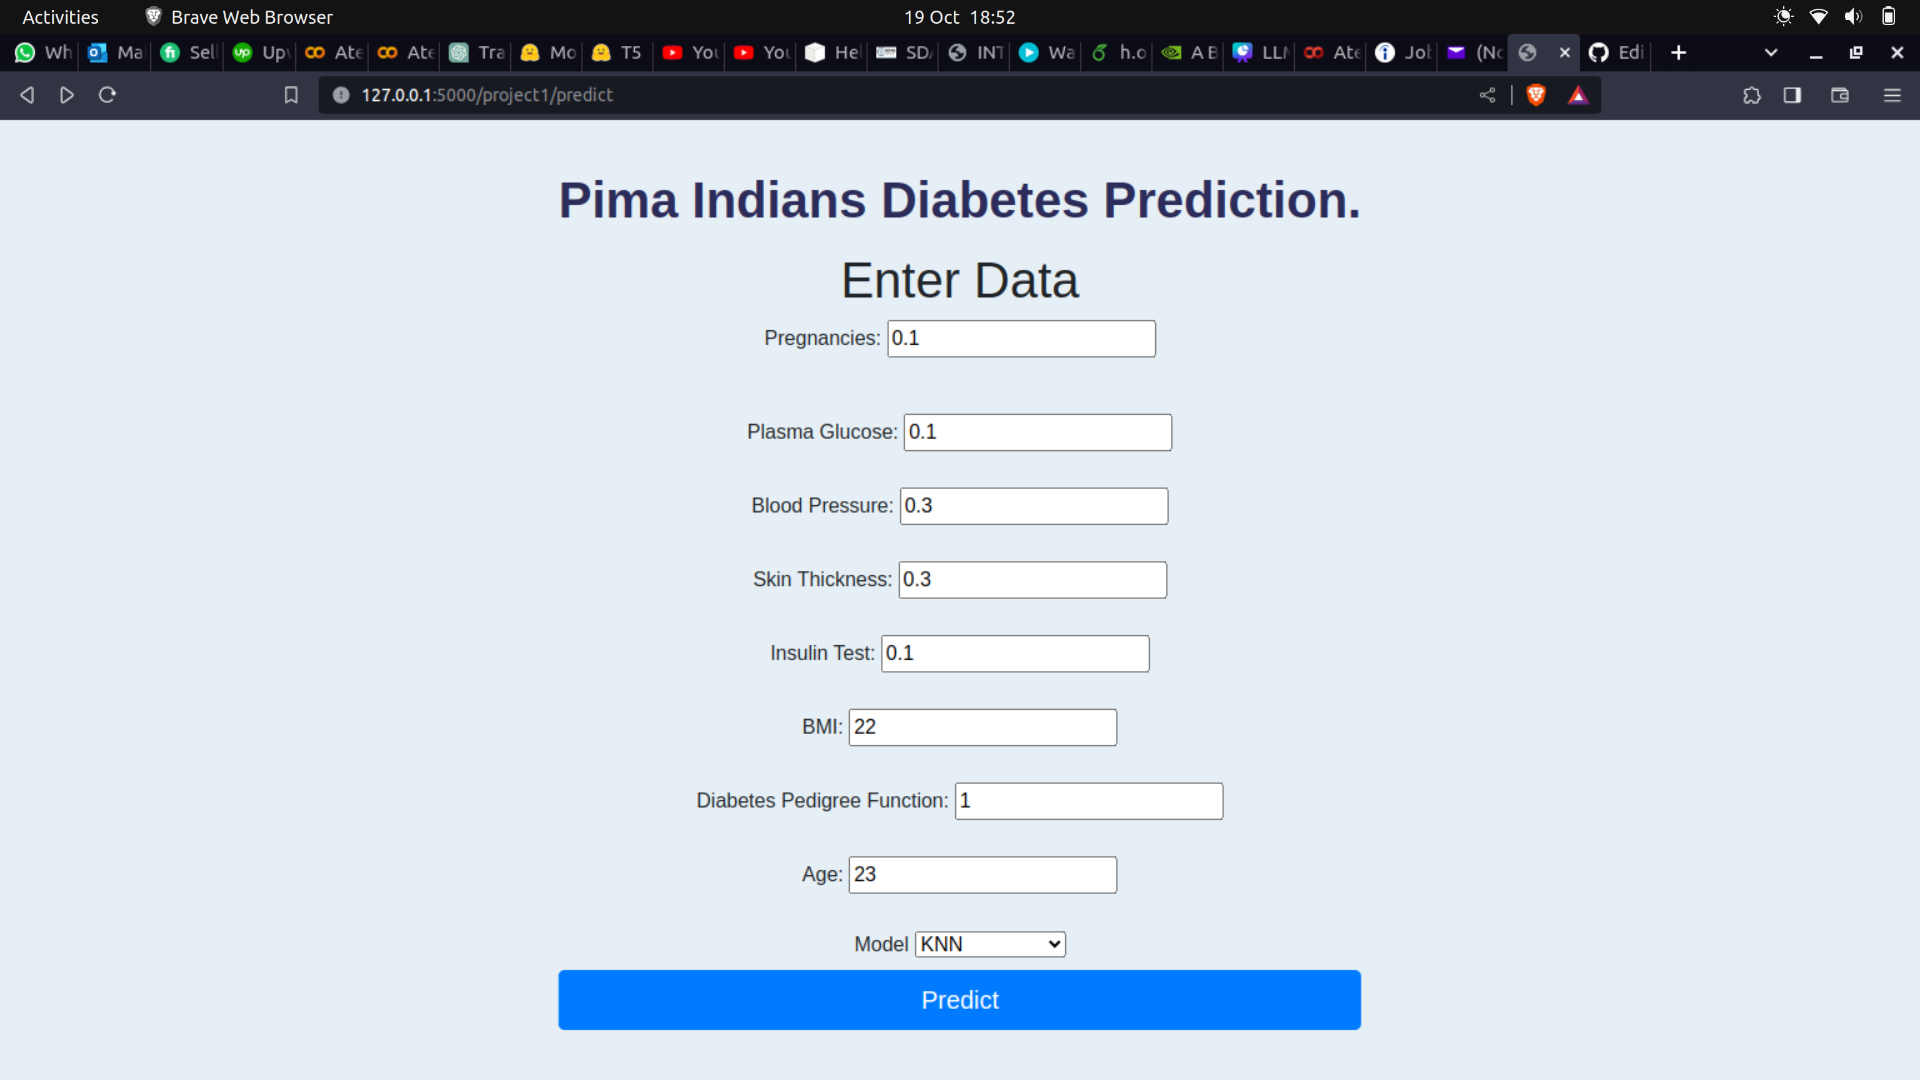 Activities Brave Web Browser 19 Oct 18:52
Wh Ma Sel Up Ate Ate Tra Mo T5 You You He SD INT Wa h.o A B LLM Ate Jol (No Edi
127.0.0.1:5000/project1/predict
Pima Indians Diabetes Prediction.
Enter Data
Pregnancies: 0.1
Plasma Glucose: 0.1
Blood Pressure: 0.3
Skin Thickness: 0.3
Insulin Test: 0.1
BMI: 22
Diabetes Pedigree Function: 1
Age: 23
Model KNN
Predict